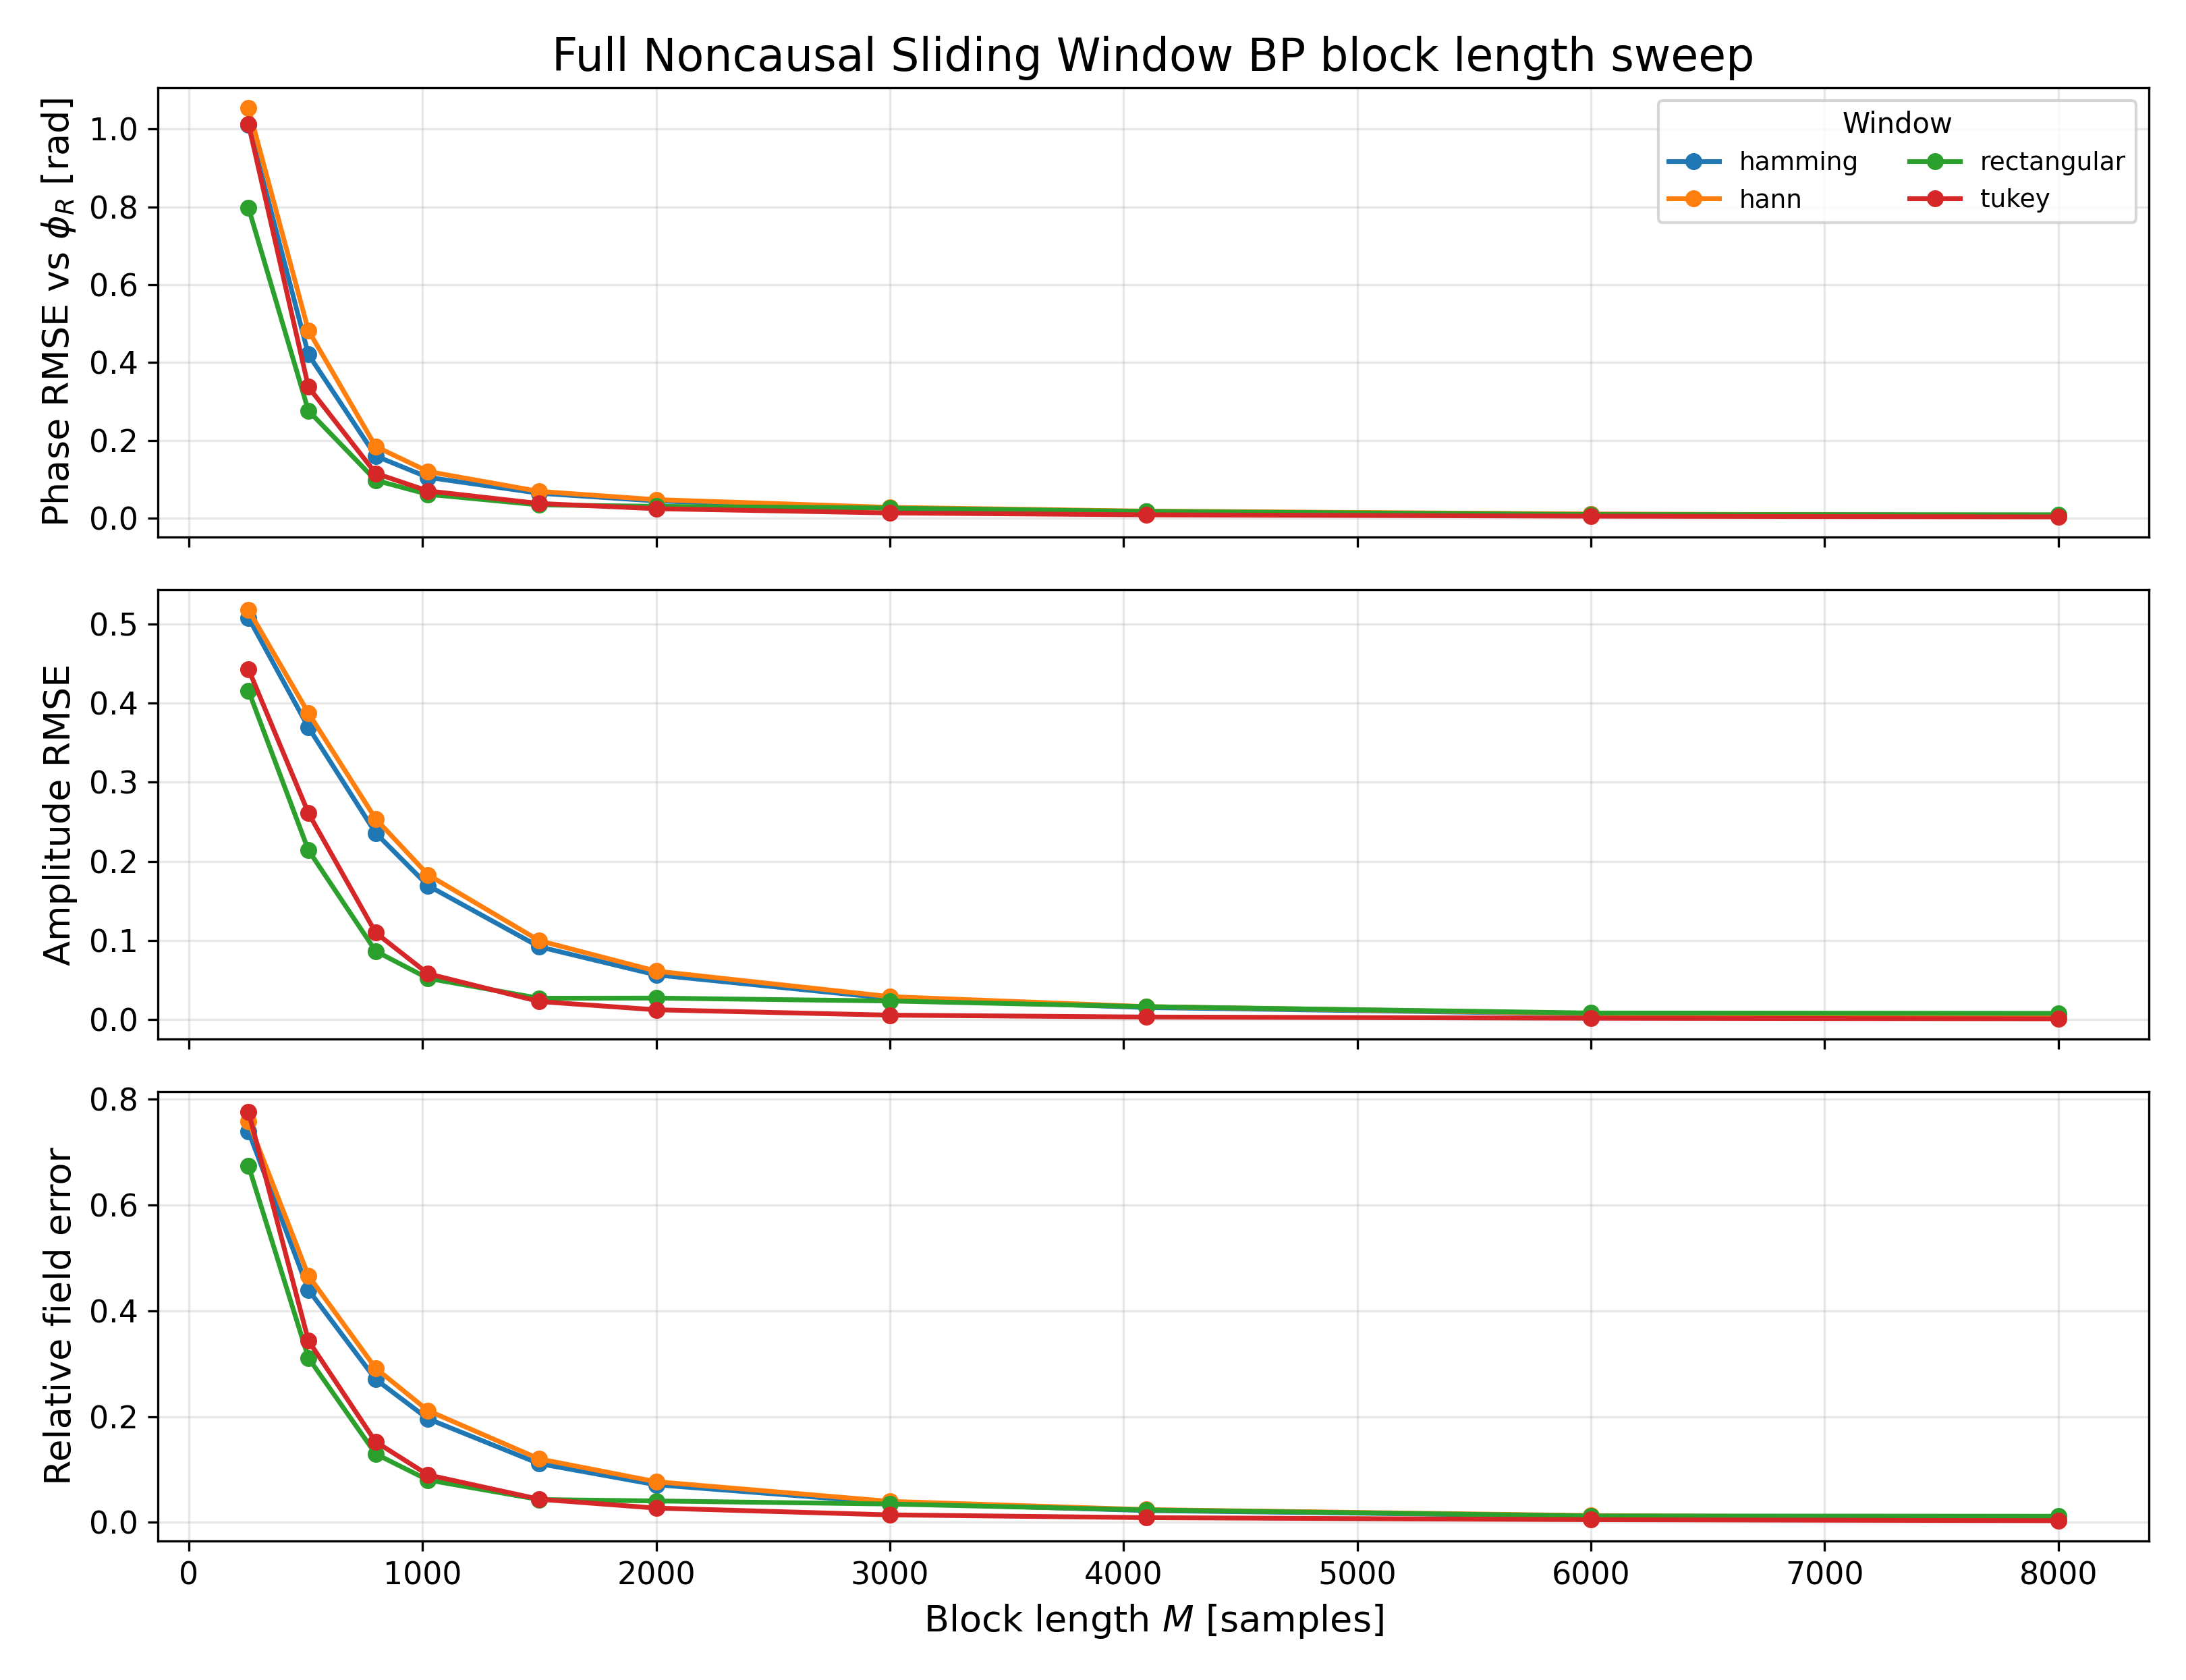 Full Noncausal Sliding Window BP block length sweep
Phase RMSE vs ϕ_R [rad]
1.0
0.8
0.6
0.4
0.2
0.0
Window
hamming
hann
rectangular
tukey
Amplitude RMSE
0.5
0.4
0.3
0.2
0.1
0.0
Relative field error
0.8
0.6
0.4
0.2
0.0
0 1000 2000 3000 4000 5000 6000 7000 8000
Block length M [samples]